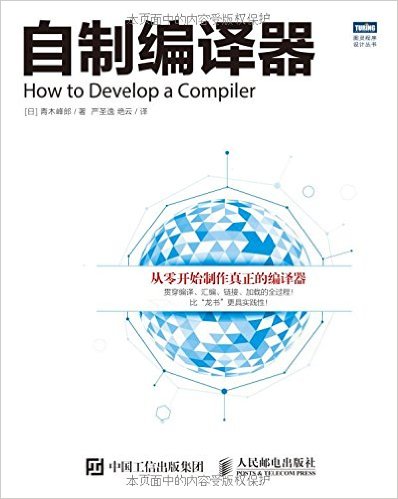 本页面中的内容受版权保护
自制编译器
How to Develop a Compiler
[日] 青木峰郎 / 著 严圣逸 绝云 / 译
TURING
图灵程序
设计丛书
从零开始制作真正的编译器
贯穿编译、汇编、链接、加载的全过程!
比“龙书”更具实践性!
中国工信出版集团
人民邮电出版社
POSTS & TELECOM PRESS
本页面中的内容受版权保护